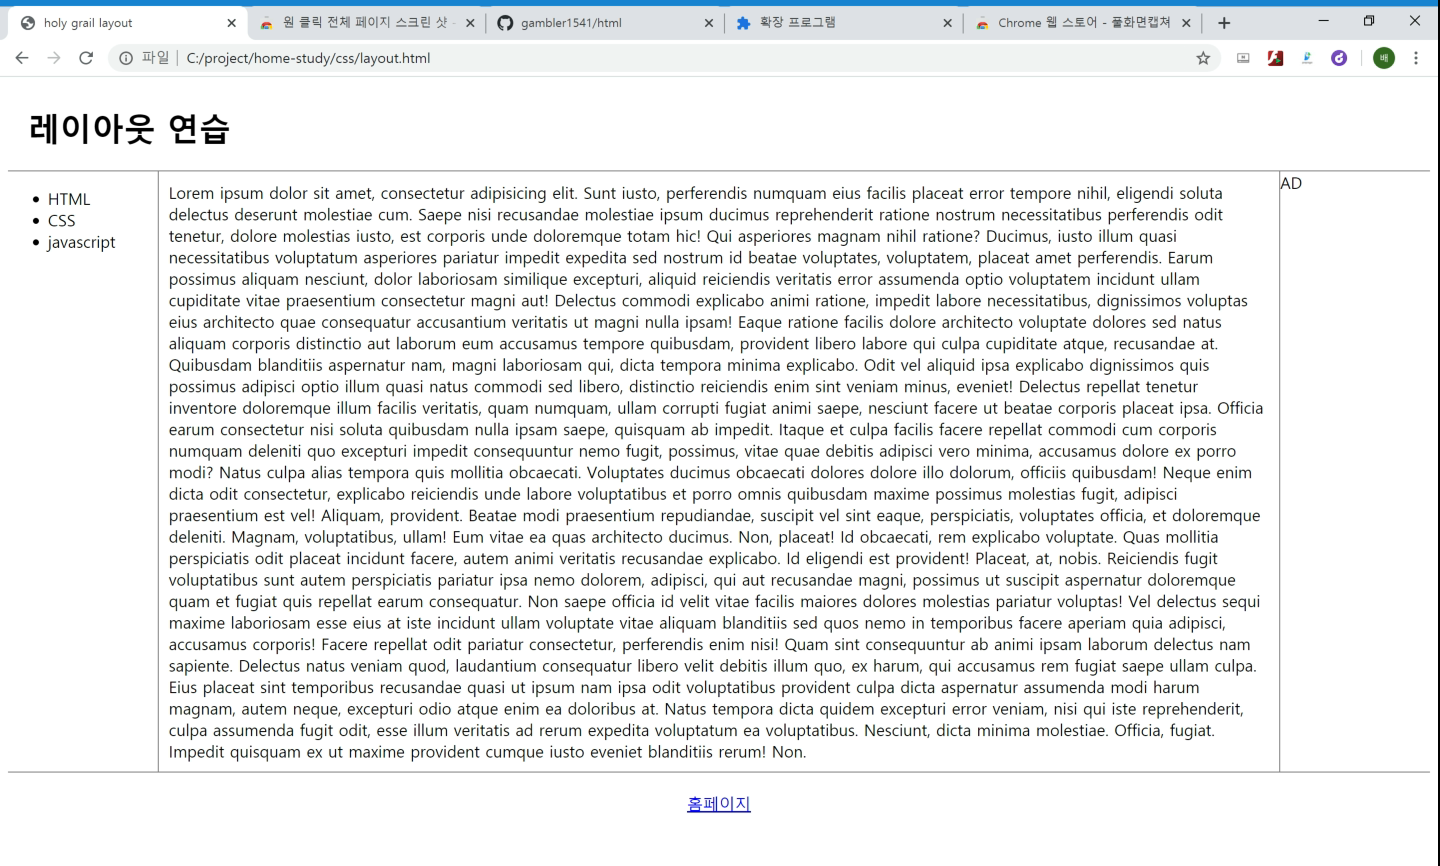 holy grail layout
원 클릭 전체 페이지 스크린 샷 -
gambler1541/html
확장 프로그램
Chrome 웹 스토어 - 풀화면캡쳐
파일 | C:/project/home-study/css/layout.html
배
레이아웃 연습
HTML
CSS
javascript
Lorem ipsum dolor sit amet, consectetur adipisicing elit. Sunt iusto, perferendis numquam eius facilis placeat error tempore nihil, eligendi soluta
delectus deserunt molestiae cum. Saepe nisi recusandae molestiae ipsum ducimus reprehenderit ratione nostrum necessitatibus perferendis odit
tenetur, dolore molestias iusto, est corporis unde doloremque totam hic! Qui asperiores magnam nihil ratione? Ducimus, iusto illum quasi
necessitatibus voluptatum asperiores pariatur impedit expedita sed nostrum id beatae voluptates, voluptatem, placeat amet perferendis. Earum
possimus aliquam nesciunt, dolor laboriosam similique excepturi, aliquid reiciendis veritatis error assumenda optio voluptatem incidunt ullam
cupiditate vitae praesentium consectetur magni aut! Delectus commodi explicabo animi ratione, impedit labore necessitatibus, dignissimos voluptas
eius architecto quae consequatur accusantium veritatis ut magni nulla ipsam! Eaque ratione facilis dolore architecto voluptate dolores sed natus
aliquam corporis distinctio aut laborum eum accusamus tempore quibusdam, provident libero labore qui culpa cupiditate atque, recusandae at.
Quibusdam blanditiis aspernatur nam, magni laboriosam qui, dicta tempora minima explicabo. Odit vel aliquid ipsa explicabo dignissimos quis
possimus adipisci optio illum quasi natus commodi sed libero, distinctio reiciendis enim sint veniam minus, eveniet! Delectus repellat tenetur
inventore doloremque illum facilis veritatis, quam numquam, ullam corrupti fugiat animi saepe, nesciunt facere ut beatae corporis placeat ipsa. Officia
earum consectetur nisi soluta quibusdam nulla ipsam saepe, quisquam ab impedit. Itaque et culpa facilis facere repellat commodi cum corporis
numquam deleniti quo excepturi impedit consequuntur nemo fugit, possimus, vitae quae debitis adipisci vero minima, accusamus dolore ex porro
modi? Natus culpa alias tempora quis mollitia obcaecati. Voluptates ducimus obcaecati dolores dolore illo dolorum, officiis quibusdam! Neque enim
dicta odit consectetur, explicabo reiciendis unde labore voluptatibus et porro omnis quibusdam maxime possimus molestias fugit, adipisci
praesentium est vel! Aliquam, provident. Beatae modi praesentium repudiandae, suscipit vel sint eaque, perspiciatis, voluptates officia, et doloremque
deleniti. Magnam, voluptatibus, ullam! Eum vitae ea quas architecto ducimus. Non, placeat! Id obcaecati, rem explicabo voluptate. Quas mollitia
perspiciatis odit placeat incidunt facere, autem animi veritatis recusandae explicabo. Id eligendi est provident! Placeat, at, nobis. Reiciendis fugit
voluptatibus sunt autem perspiciatis pariatur ipsa nemo dolorem, adipisci, qui aut recusandae magni, possimus ut suscipit aspernatur doloremque
quam et fugiat quis repellat earum consequatur. Non saepe officia id velit vitae facilis maiores dolores molestias pariatur voluptas! Vel delectus sequi
maxime laboriosam esse eius at iste incidunt ullam voluptate vitae aliquam blanditiis sed quos nemo in temporibus facere aperiam quia adipisci,
accusamus corporis! Facere repellat odit pariatur consectetur, perferendis enim nisi! Quam sint consequuntur ab animi ipsam laborum delectus nam
sapiente. Delectus natus veniam quod, laudantium consequatur libero velit debitis illum quo, ex harum, qui accusamus rem fugiat saepe ullam culpa.
Eius placeat sint temporibus recusandae quasi ut ipsum nam ipsa odit voluptatibus provident culpa dicta aspernatur assumenda modi harum
magnam, autem neque, excepturi odio atque enim ea doloribus at. Natus tempora dicta quidem excepturi error veniam, nisi qui iste reprehenderit,
culpa assumenda fugit odit, esse illum veritatis ad rerum expedita voluptatum ea voluptatibus. Nesciunt, dicta minima molestiae. Officia, fugiat.
Impedit quisquam ex ut maxime provident cumque iusto eveniet blanditiis rerum! Non.
AD
홈페이지